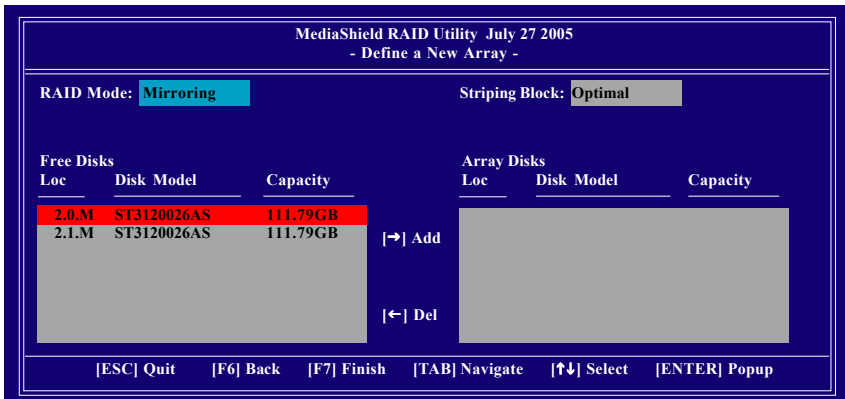 MediaShield RAID Utility July 27 2005
- Define a New Array -
RAID Mode: Mirroring Striping Block: Optimal
Free Disks Array Disks
Loc Disk Model Capacity Loc Disk Model Capacity
2.0.M ST3120026AS 111.79GB
2.1.M ST3120026AS 111.79GB
[→] Add
[←] Del
[ESC] Quit [F6] Back [F7] Finish [TAB] Navigate [↑↓] Select [ENTER] Popup